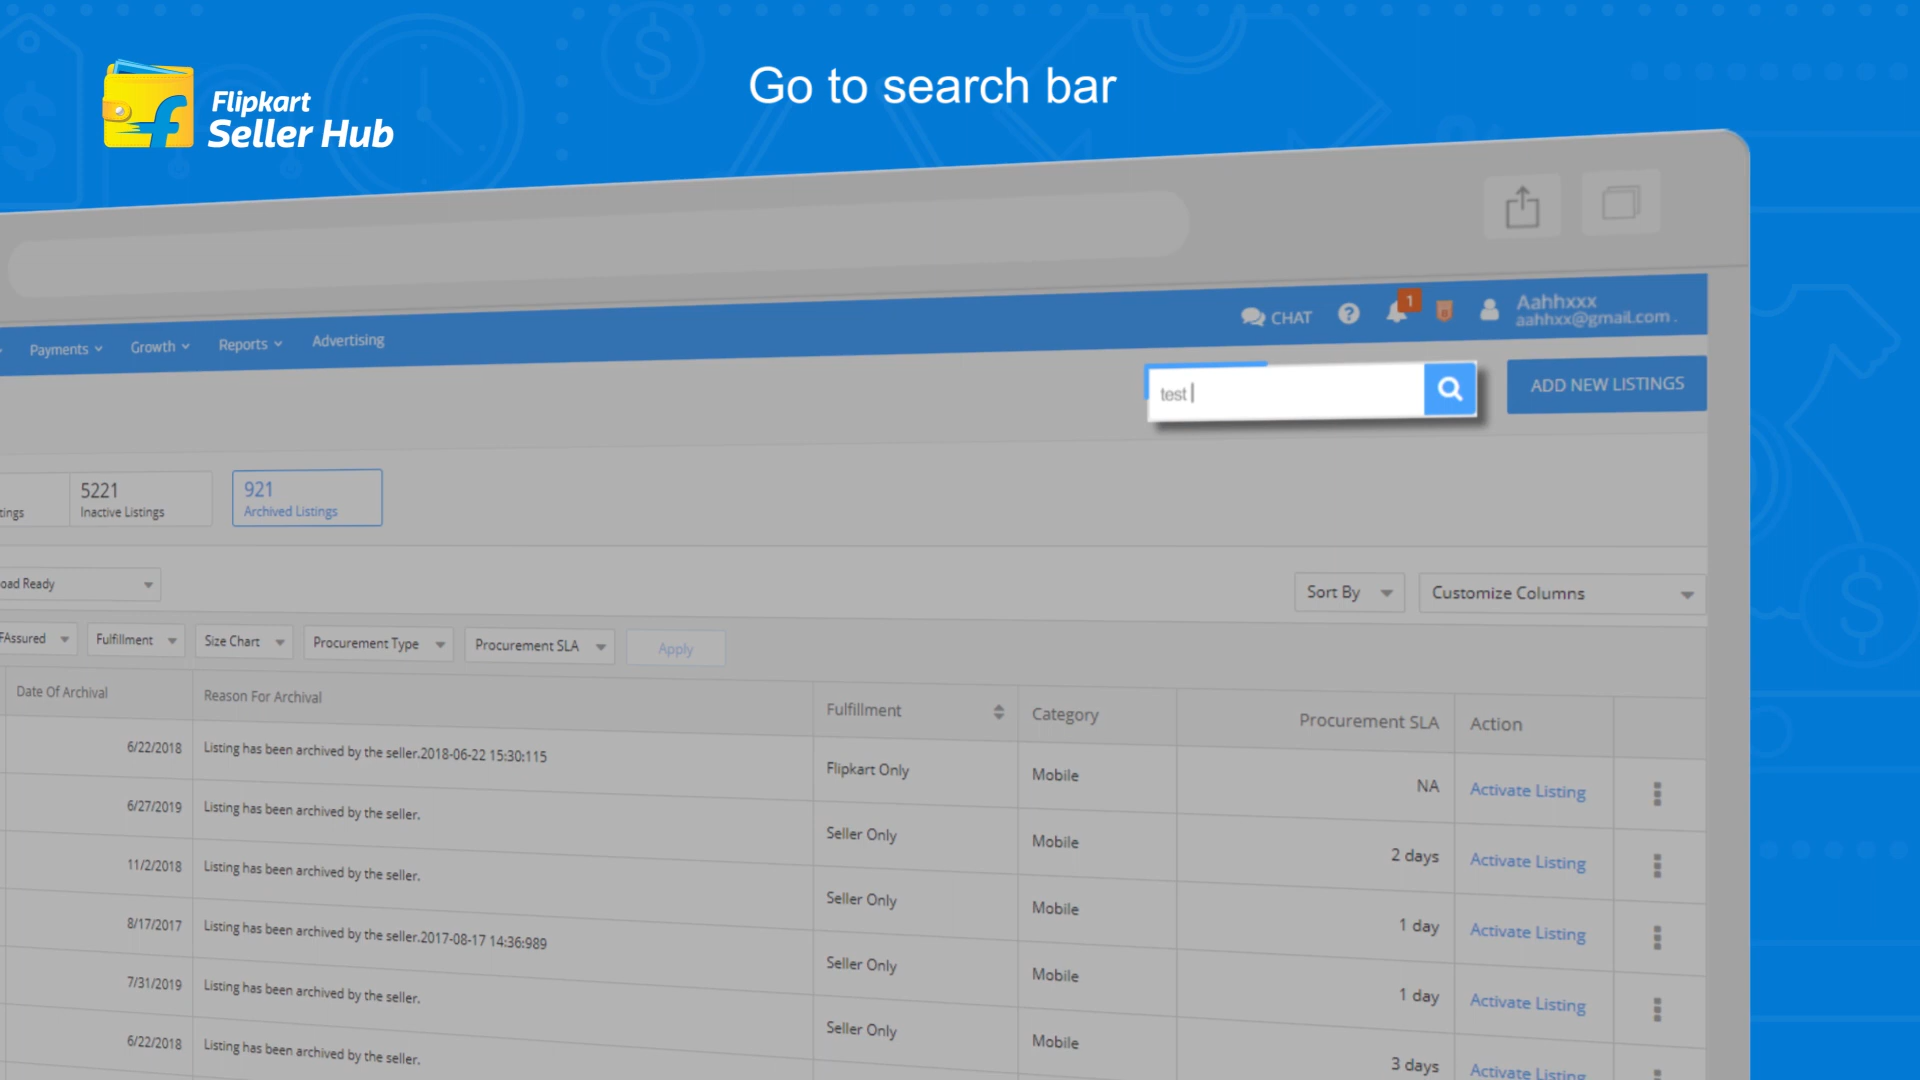 Go to search bar
Flipkart
Seller Hub
CHAT
?
1
Aahhxxx
aahhxx@gmail.com .
Payments
Growth
Reports
Advertising
test
ADD NEW LISTINGS
5221
Inactive Listings
921
Archived Listings
Sort By
Customize Columns
Fulfillment
Size Chart
Procurement Type
Procurement SLA
Apply
Date Of Archival Reason For Archival Fulfillment Category Procurement SLA Action
6/22/2018 Listing has been archived by the seller.2018-06-22 15:30:115 Flipkart Only Mobile NA Activate Listing
6/27/2019 Listing has been archived by the seller. Seller Only Mobile 2 days Activate Listing
11/2/2018 Listing has been archived by the seller. Seller Only Mobile 1 day Activate Listing
8/17/2017 Listing has been archived by the seller.2017-08-17 14:36:989 Seller Only Mobile 1 day Activate Listing
7/31/2019 Listing has been archived by the seller. Seller Only Mobile 3 days Activate Listing
6/22/2018 Listing has been archived by the seller.